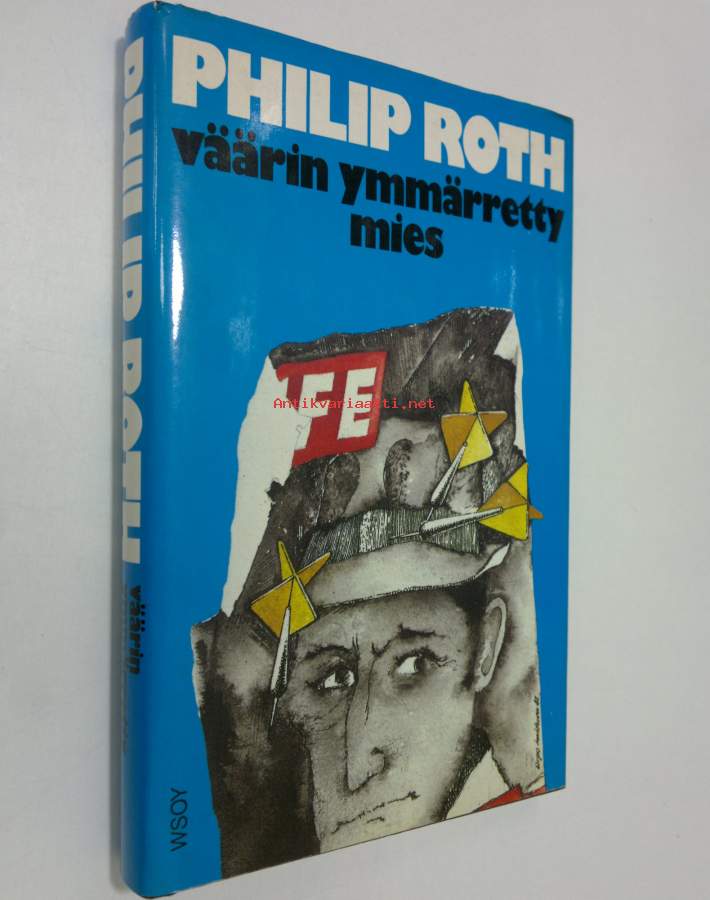 PHILIP ROTH
väärin ymmärretty
mies
FE
Antikvariaatti.net
PHILIP ROTH
väärin
WSOY